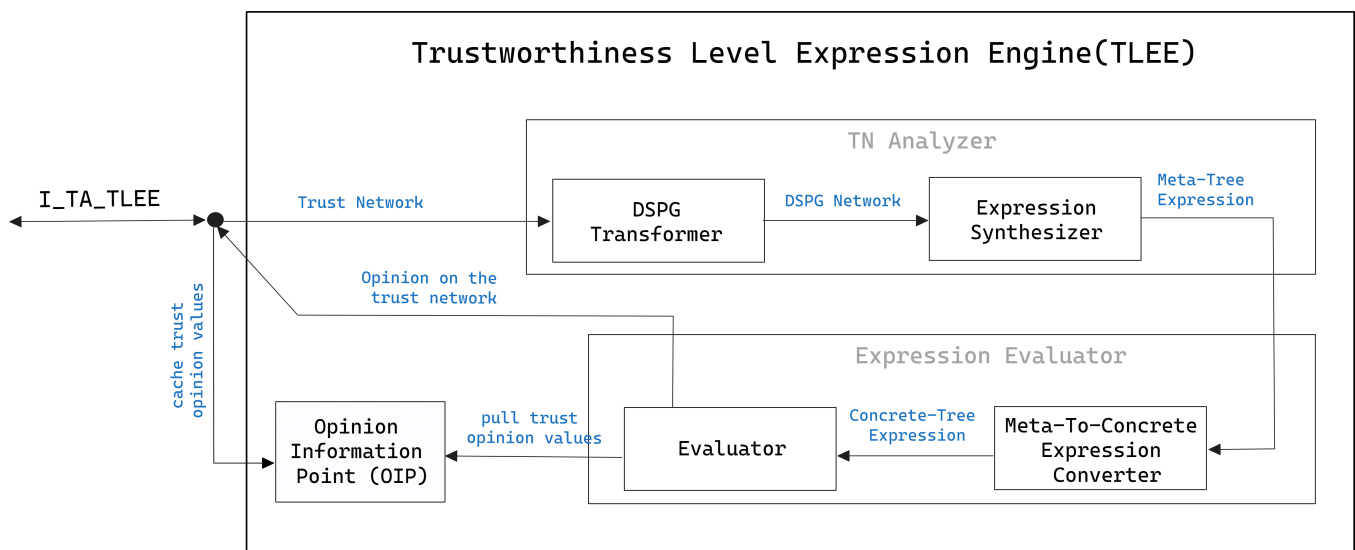 Trustworthiness Level Expression Engine(TLEE)
TN Analyzer
I_TA_TLEE
Trust Network
DSPG
Transformer
DSPG Network
Expression
Synthesizer
Meta-Tree
Expression
Opinion on the
trust network
cache trust
opinion values
Expression Evaluator
Opinion
Information
Point (OIP)
pull trust
opinion values
Evaluator
Concrete-Tree
Expression
Meta-To-Concrete
Expression
Converter